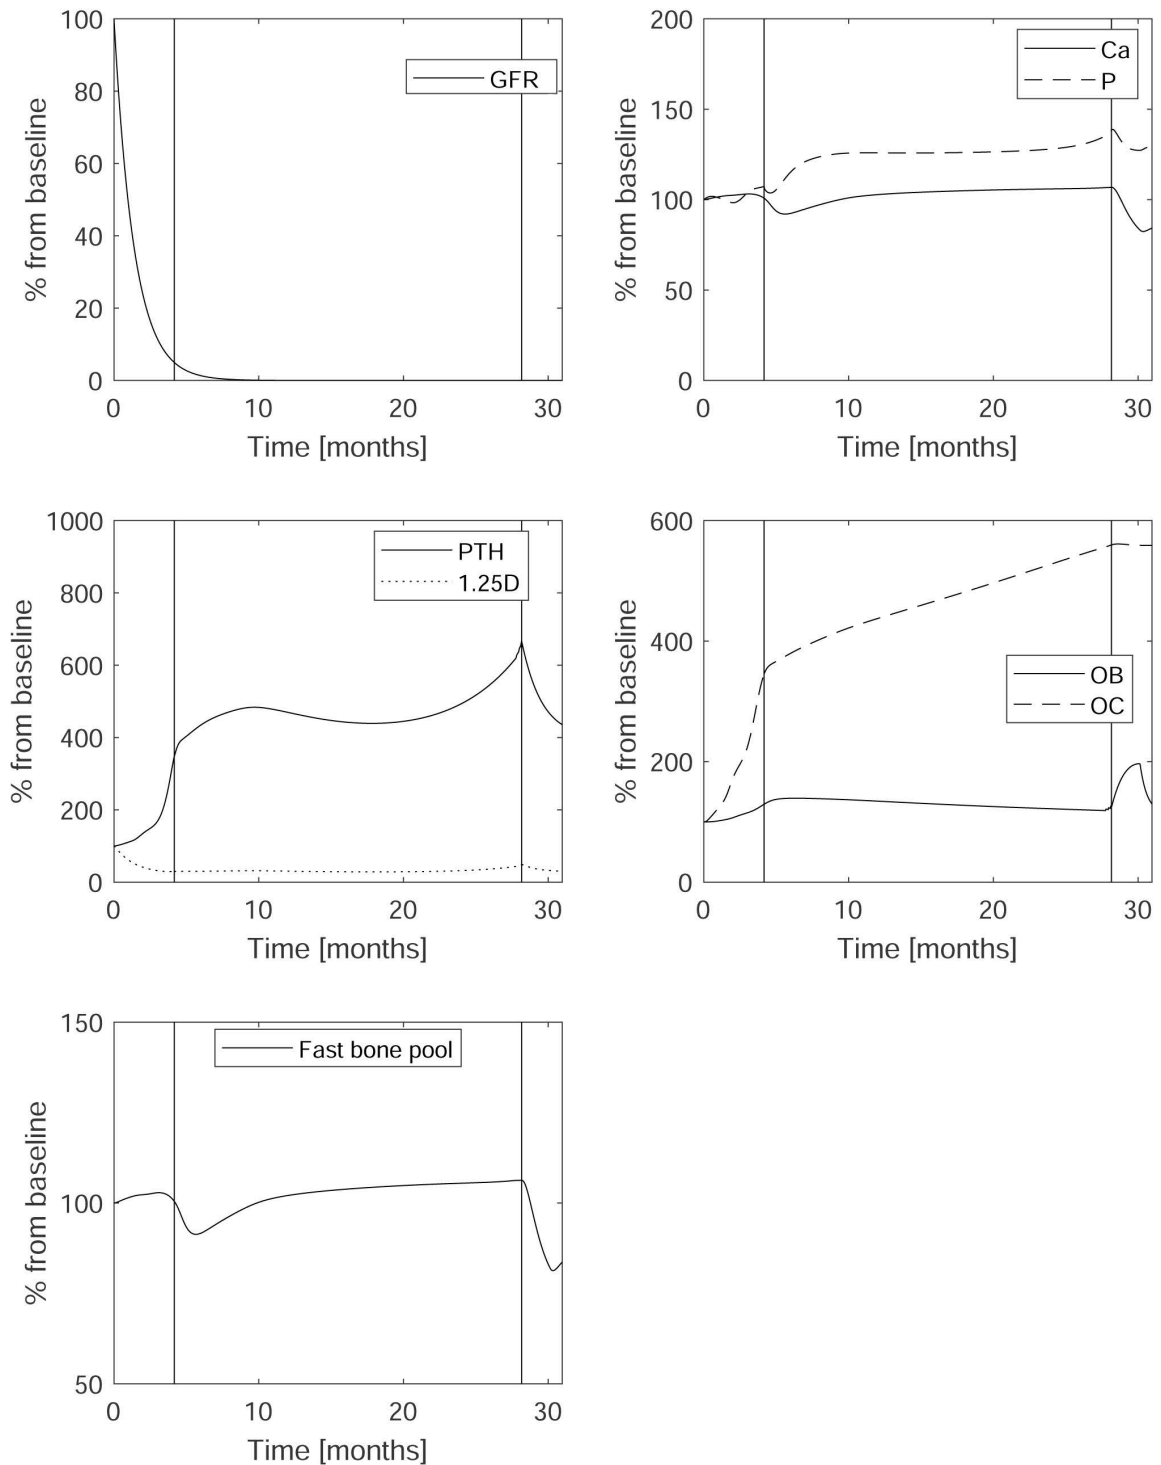 100
80
60
40
20
0
% from baseline
GFR
0 10 20 30
Time [months]
200
150
100
50
0
% from baseline
Ca
P
0 10 20 30
Time [months]
1000
800
600
400
200
0
% from baseline
PTH
1.25D
0 10 20 30
Time [months]
600
400
200
0
% from baseline
OB
OC
0 10 20 30
Time [months]
150
100
50
% from baseline
Fast bone pool
0 10 20 30
Time [months]